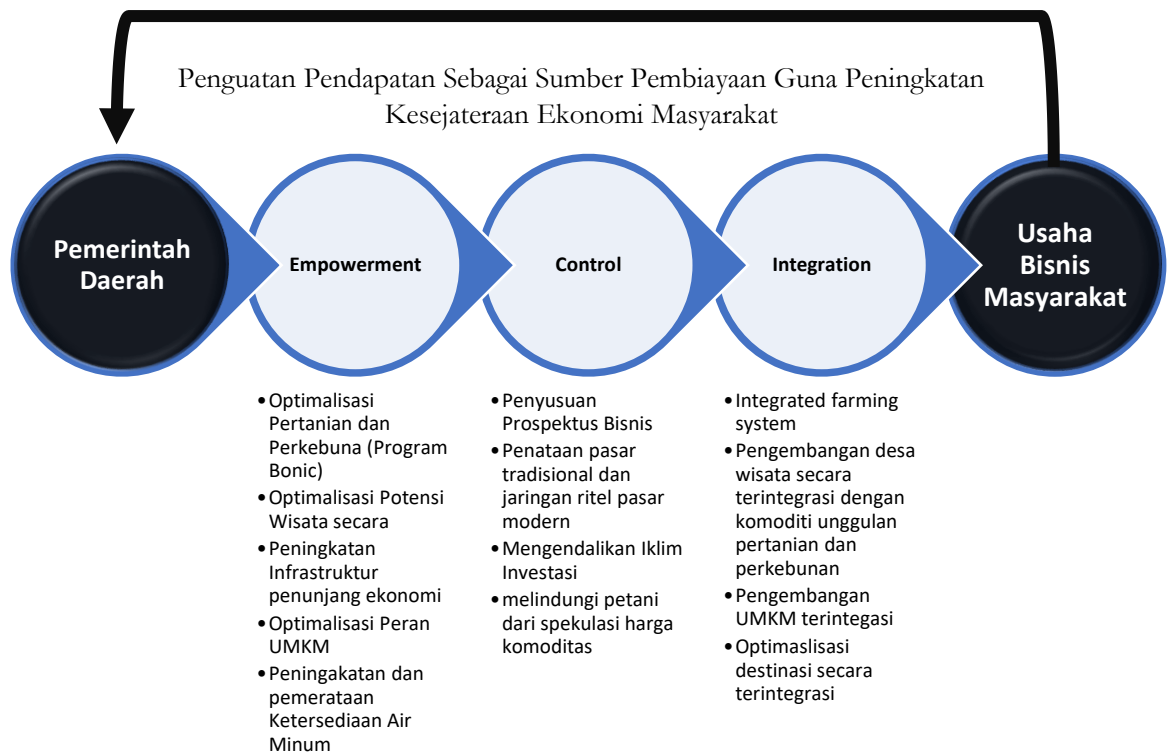 Penguatan Pendapatan Sebagai Sumber Pembiayaan Guna Peningkatan
Kesejateraan Ekonomi Masyarakat
Pemerintah
Daerah
Empowerment
Control
Integration
Usaha
Bisnis
Masyarakat
•Optimalisasi
Pertanian dan
Perkebuna (Program
Bonic)
•Optimalisasi Potensi
Wisata secara
•Peningkatan
Infrastruktur
penunjang ekonomi
•Optimalisasi Peran
UMKM
•Peningakatan dan
pemerataan
Ketersediaan Air
Minum
•Penyusuan
Prospektus Bisnis
•Penataan pasar
tradisional dan
jaringan ritel pasar
modern
•Mengendalikan Iklim
Investasi
•melindungi petani
dari spekulasi harga
komoditas
•Integrated farming
system
•Pengembangan desa
wisata secara
terintegrasi dengan
komoditi unggulan
pertanian dan
perkebunan
•Pengembangan
UMKM terintegasi
•Optimaslisasi
destinasi secara
terintegrasi